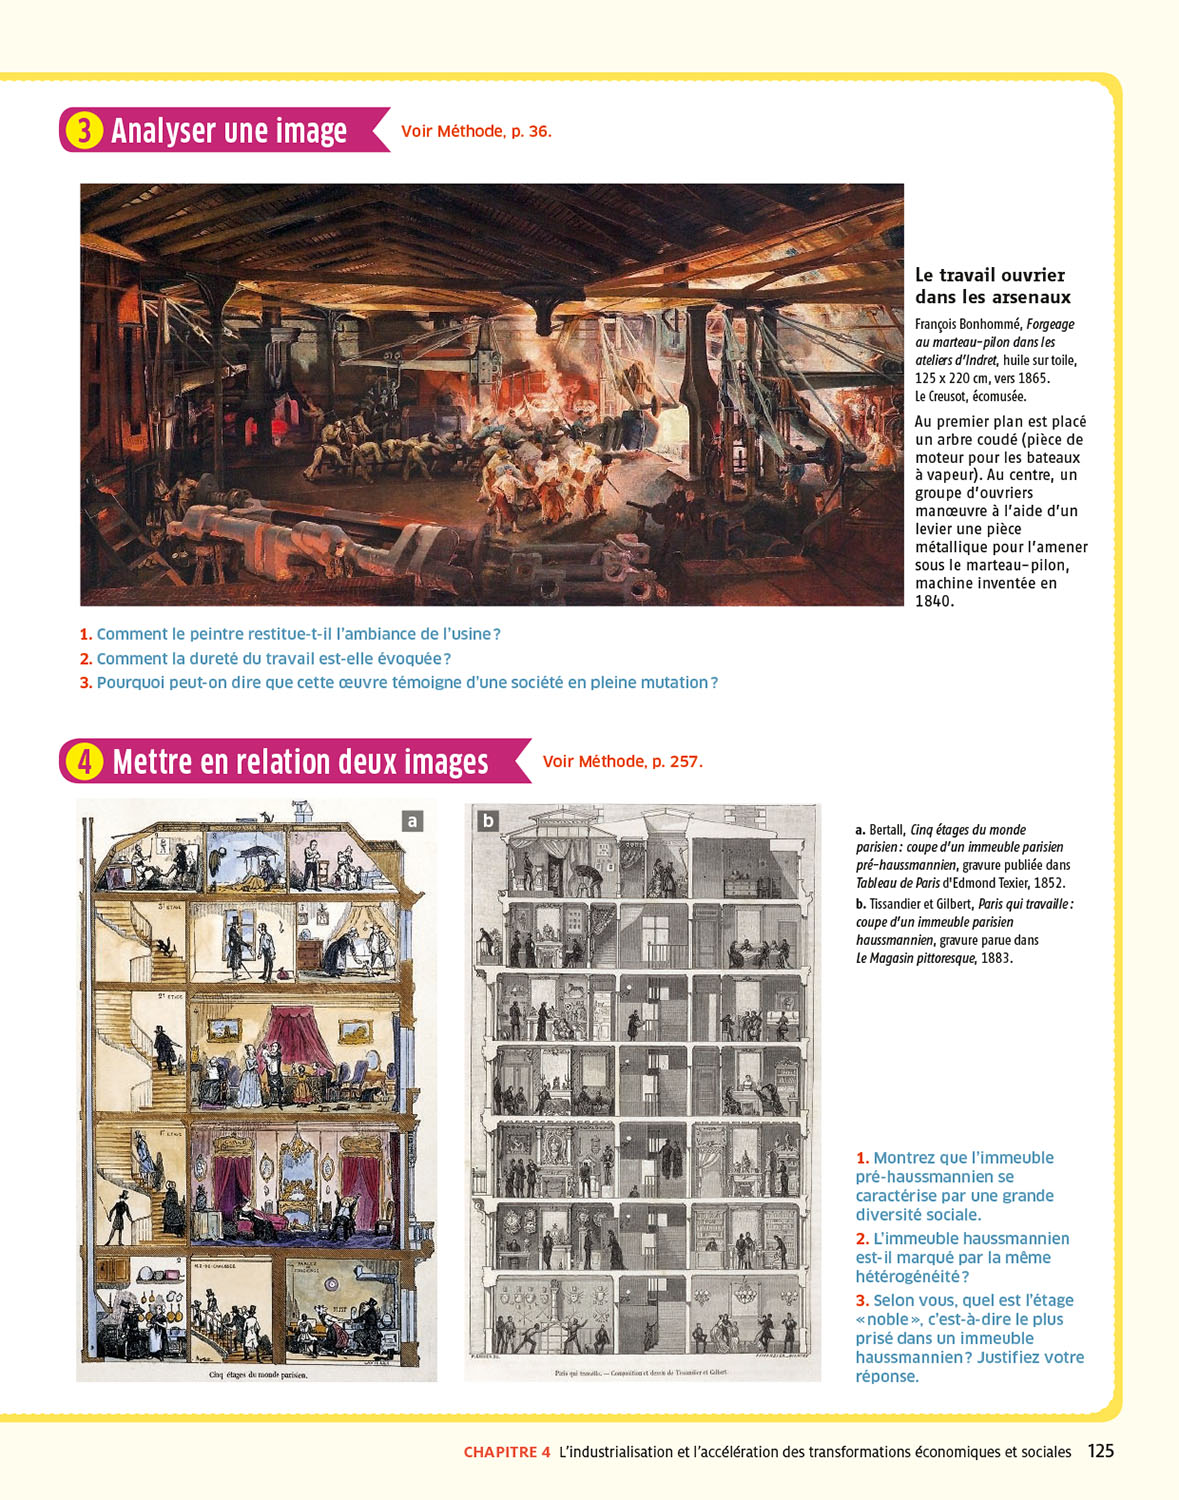 3 Analyser une image
Voir Méthode, p. 36.
Le travail ouvrier
dans les arsenaux
François Bonhommé, Forgeage
au marteau-pilon dans les
ateliers d'Indret, huile sur toile,
125 x 220 cm, vers 1865.
Le Creusot, écomusée.
Au premier plan est placé
un arbre coudé (pièce de
moteur pour les bateaux
à vapeur). Au centre, un
groupe d'ouvriers
manœuvre à l'aide d'un
levier une pièce
métallique pour l'amener
sous le marteau-pilon,
machine inventée en
1840.
1. Comment le peintre restitue-t-il l'ambiance de l'usine ?
2. Comment la dureté du travail est-elle évoquée ?
3. Pourquoi peut-on dire que cette œuvre témoigne d'une société en pleine mutation ?
4 Mettre en relation deux images
Voir Méthode, p. 257.
a
b
3e ETAGE
2e ETAGE
1er ETAGE
REZ-DE-CHAUSSÉE
Cinq étages du monde parisien.
Paris qui travaille. — Composition et dessin de Tissandier et Gilbert.
a. Bertall, Cinq étages du monde
parisien : coupe d'un immeuble parisien
pré-haussmannien, gravure publiée dans
Tableau de Paris d'Edmond Texier, 1852.
b. Tissandier et Gilbert, Paris qui travaille :
coupe d'un immeuble parisien
haussmannien, gravure parue dans
Le Magasin pittoresque, 1883.
1. Montrez que l'immeuble
pré-haussmannien se
caractérise par une grande
diversité sociale.
2. L'immeuble haussmannien
est-il marqué par la même
hétérogénéité ?
3. Selon vous, quel est l'étage
« noble », c'est-à-dire le plus
prisé dans un immeuble
haussmannien ? Justifiez votre
réponse.
CHAPITRE 4 L'industrialisation et l'accélération des transformations économiques et sociales 125